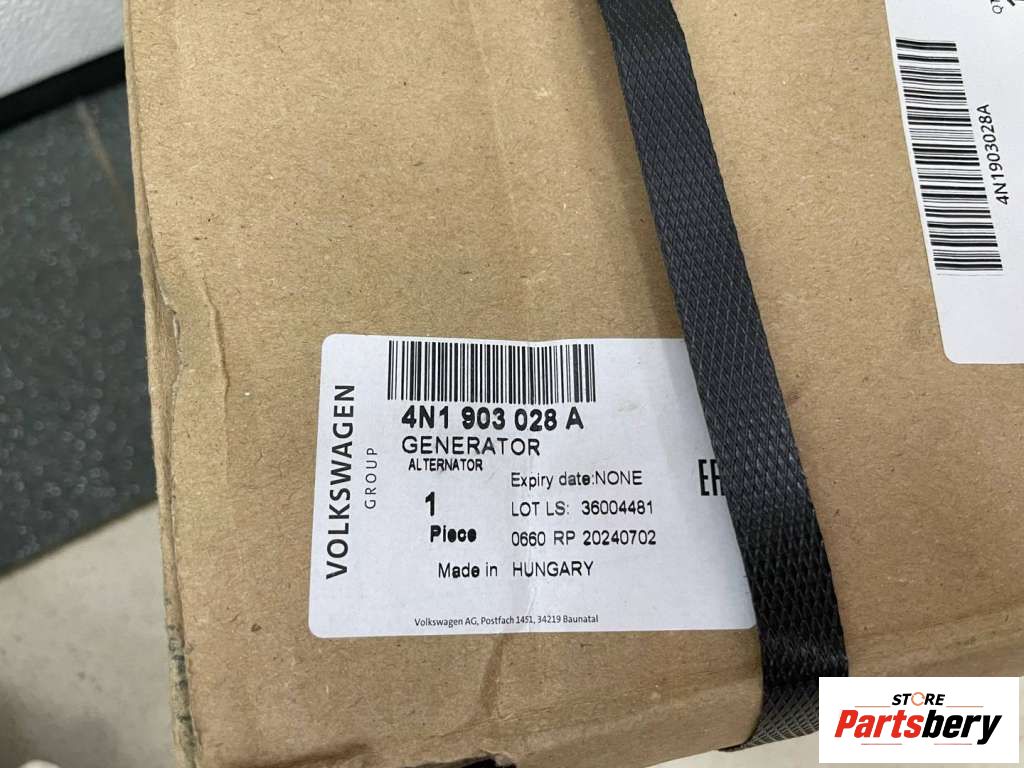 4N1903028A
VOLKSWAGEN
GROUP
4N1 903 028 A
GENERATOR
ALTERNATOR
1
Piece
Expiry date:NONE
LOT LS: 36004481
0660 RP 20240702
Made in HUNGARY
Volkswagen AG, Postfach 1451, 34219 Baunatal
STORE
Partsbery